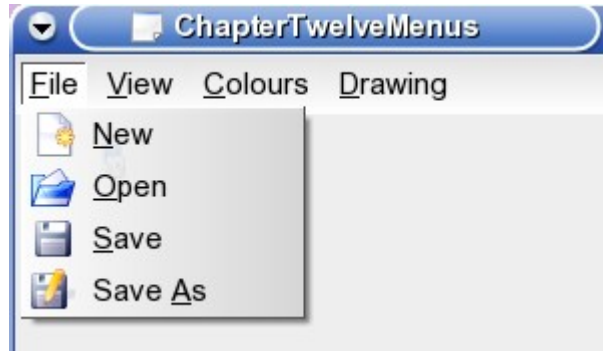 ChapterTwelveMenus
File View Colours Drawing
New
Open
Save
Save As